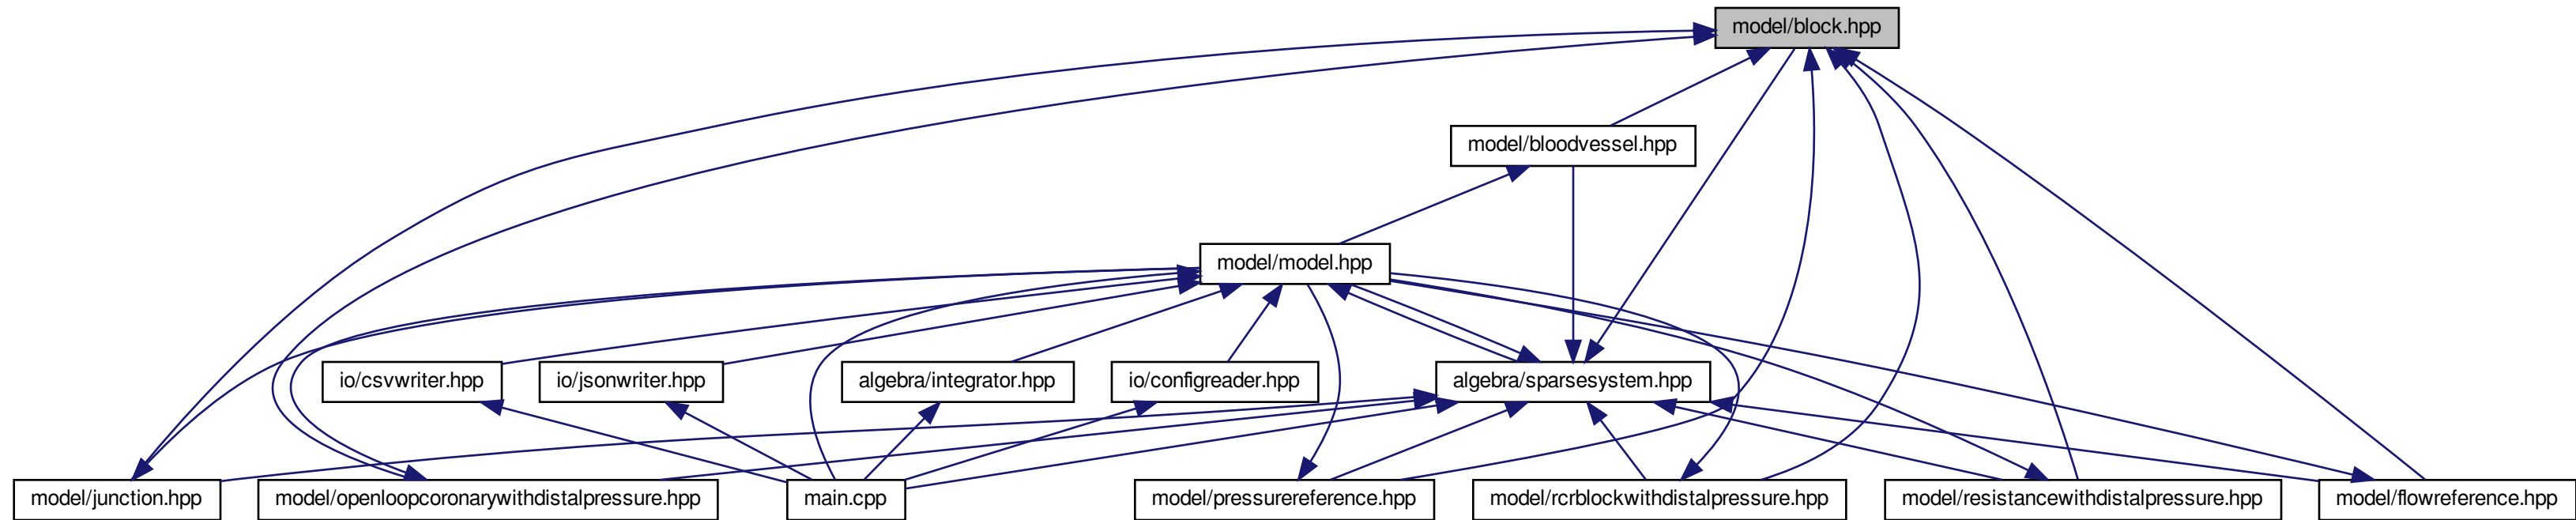 model/block.hpp
model/bloodvessel.hpp
model/model.hpp
io/csvwriter.hpp
io/jsonwriter.hpp
algebra/integrator.hpp
io/configreader.hpp
algebra/sparsesystem.hpp
model/junction.hpp
model/openloopcoronarywithdistalpressure.hpp
main.cpp
model/pressurereference.hpp
model/rcrblockwithdistalpressure.hpp
model/resistancewithdistalpressure.hpp
model/flowreference.hpp